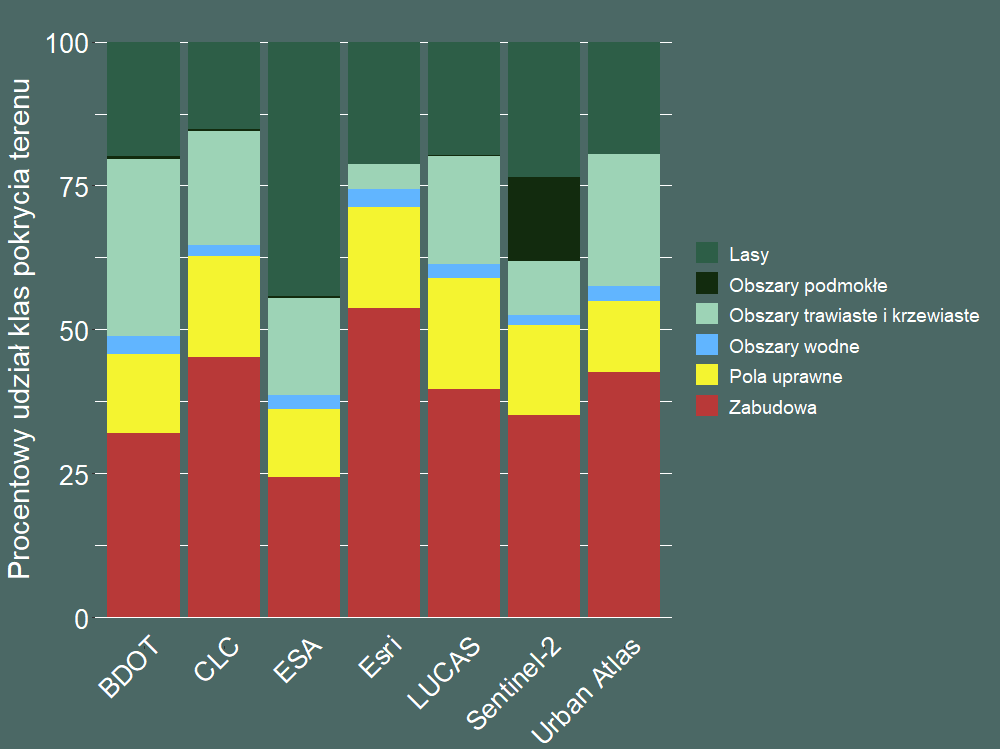 Procentowy udział klas pokrycia terenu
100
75
50
25
0
BDOT
CLC
ESA
Esri
LUCAS
Sentinel-2
Urban Atlas
Lasy
Obszary podmokłe
Obszary trawiaste i krzewiaste
Obszary wodne
Pola uprawne
Zabudowa